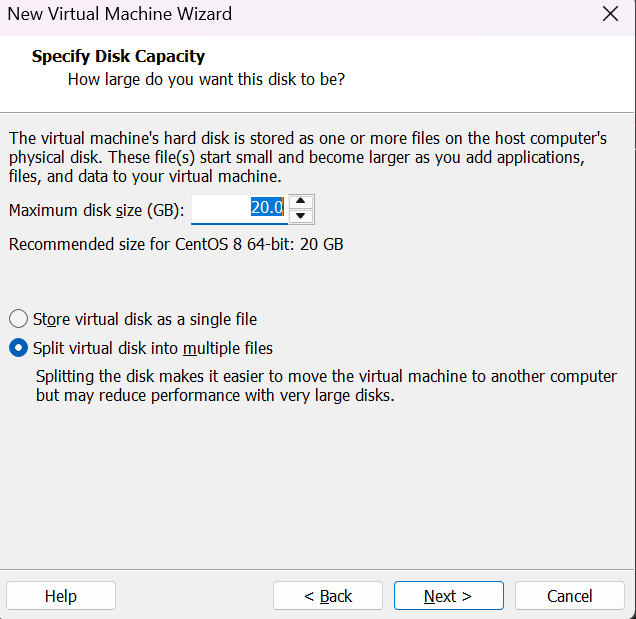 New Virtual Machine Wizard
Specify Disk Capacity
How large do you want this disk to be?
The virtual machine's hard disk is stored as one or more files on the host computer's
physical disk. These file(s) start small and become larger as you add applications,
files, and data to your virtual machine.
Maximum disk size (GB): 20.0
Recommended size for CentOS 8 64-bit: 20 GB
Store virtual disk as a single file
Split virtual disk into multiple files
Splitting the disk makes it easier to move the virtual machine to another computer
but may reduce performance with very large disks.
Help < Back Next > Cancel